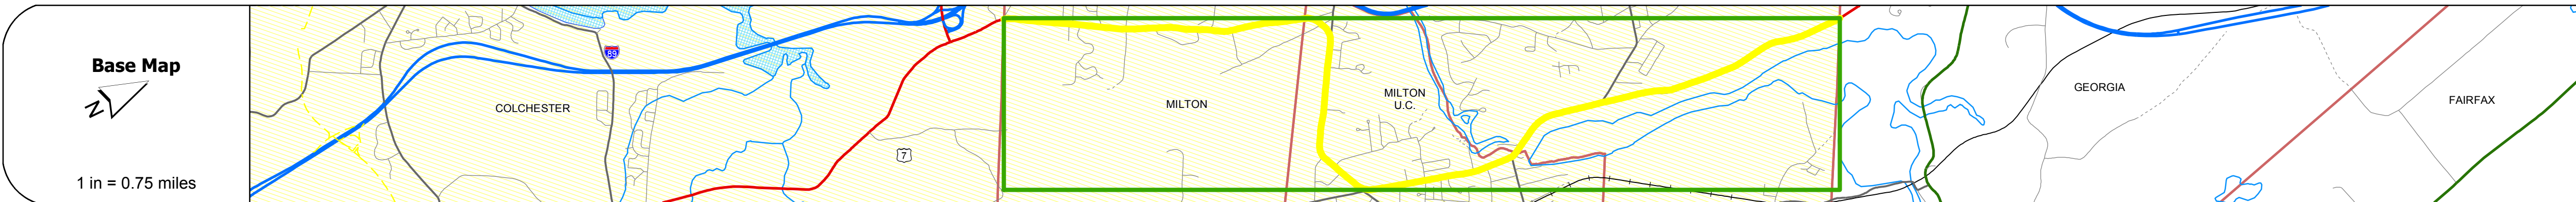 Base Map
N
1 in = 0.75 miles
COLCHESTER
89
7
MILTON
MILTON
U.C.
GEORGIA
FAIRFAX